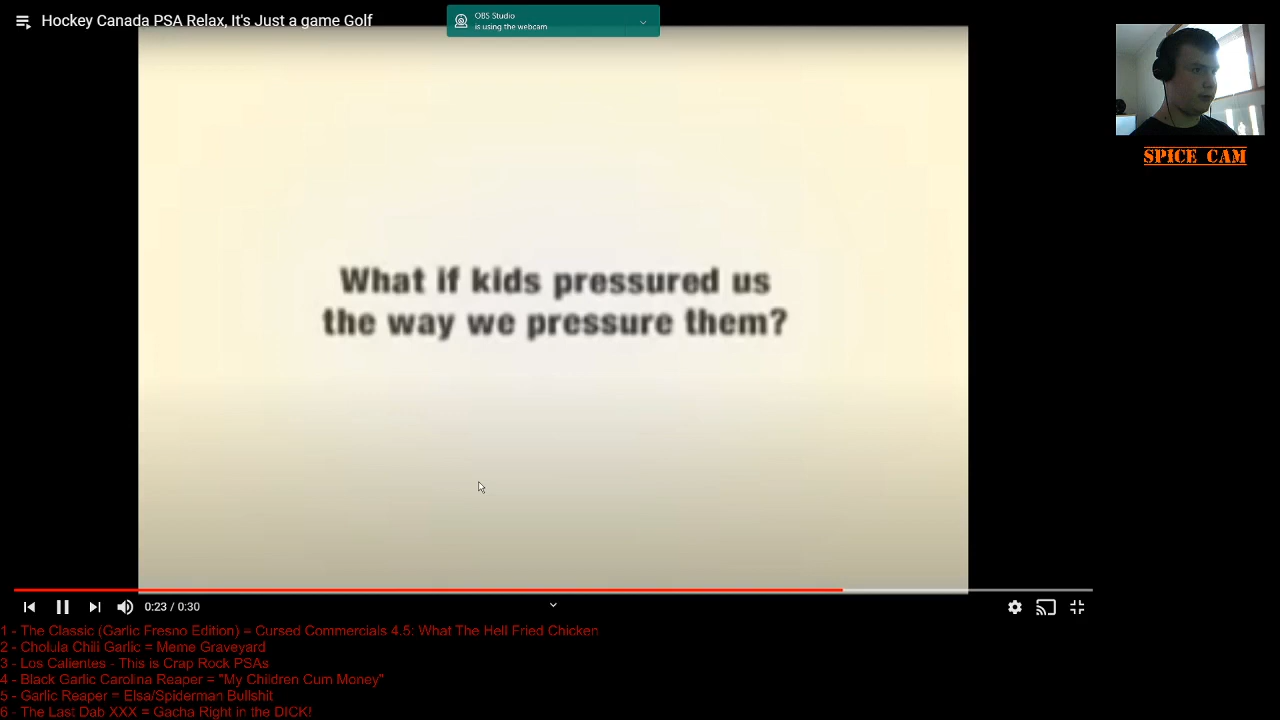 Hockey Canada PSA Relax, It's Just a game Golf
OBS Studio
is using the webcam
SPICE CAM
What if kids pressured us
the way we pressure them?
0:23 / 0:30
1 - The Classic (Garlic Fresno Edition) = Cursed Commercials 4.5: What The Hell Fried Chicken
2 - Cholula Chili Garlic = Meme Graveyard
3 - Los Calientes - This is Crap Rock PSAs
4 - Black Garlic Carolina Reaper = "My Children Cum Money"
5 - Garlic Reaper = Elsa/Spiderman Bullshit
6 - The Last Dab XXX = Gacha Right in the DICK!